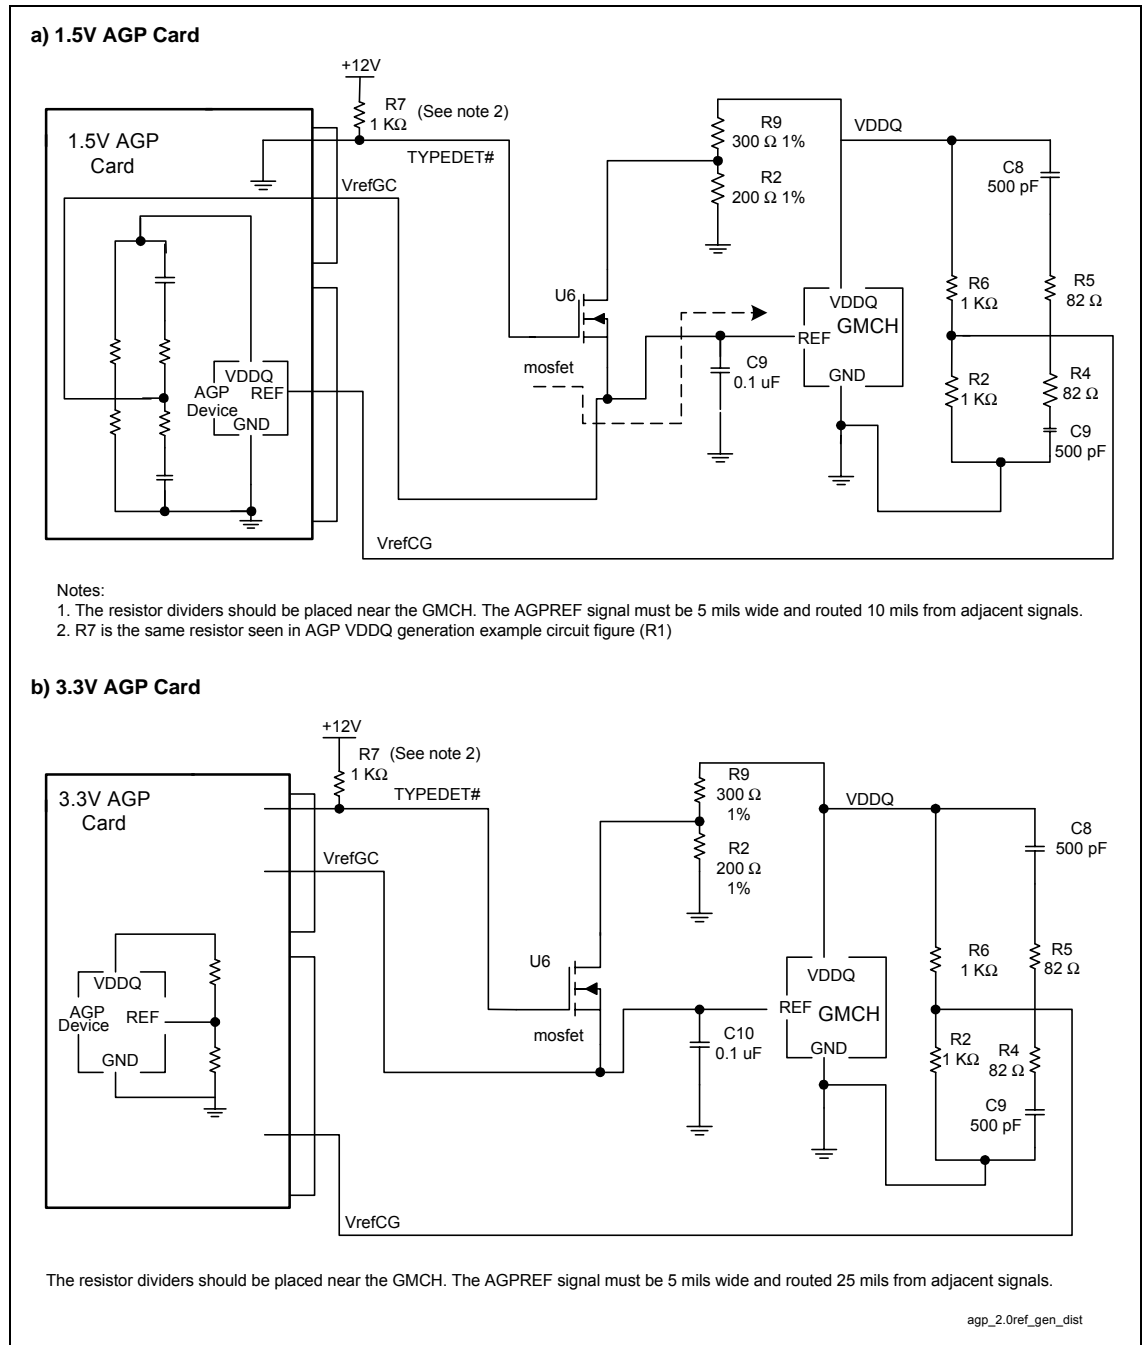 a) 1.5V AGP Card
+12V
R7 (See note 2)
1 KΩ
TYPEDET#
1.5V AGP
Card
VrefGC
R9
300 Ω 1%
R2
200 Ω 1%
VDDQ
C8
500 pF
U6
mosfet
VDDQ
GMCH
REF
GND
C9
0.1 uF
R6
1 KΩ
R5
82 Ω
R2
1 KΩ
R4
82 Ω
C9
500 pF
VDDQ
AGP
Device
REF
GND
VrefCG
Notes:
1. The resistor dividers should be placed near the GMCH. The AGPREF signal must be 5 mils wide and routed 10 mils from adjacent signals.
2. R7 is the same resistor seen in AGP VDDQ generation example circuit figure (R1)
b) 3.3V AGP Card
+12V
R7 (See note 2)
1 KΩ
TYPEDET#
3.3V AGP
Card
VrefGC
R9
300 Ω
1%
R2
200 Ω
1%
VDDQ
C8
500 pF
U6
mosfet
VDDQ
REF
GMCH
GND
C10
0.1 uF
R6
1 KΩ
R5
82 Ω
R2
1 KΩ
R4
82 Ω
C9
500 pF
VDDQ
AGP
Device
REF
GND
VrefCG
The resistor dividers should be placed near the GMCH. The AGPREF signal must be 5 mils wide and routed 25 mils from adjacent signals.
agp_2.0ref_gen_dist